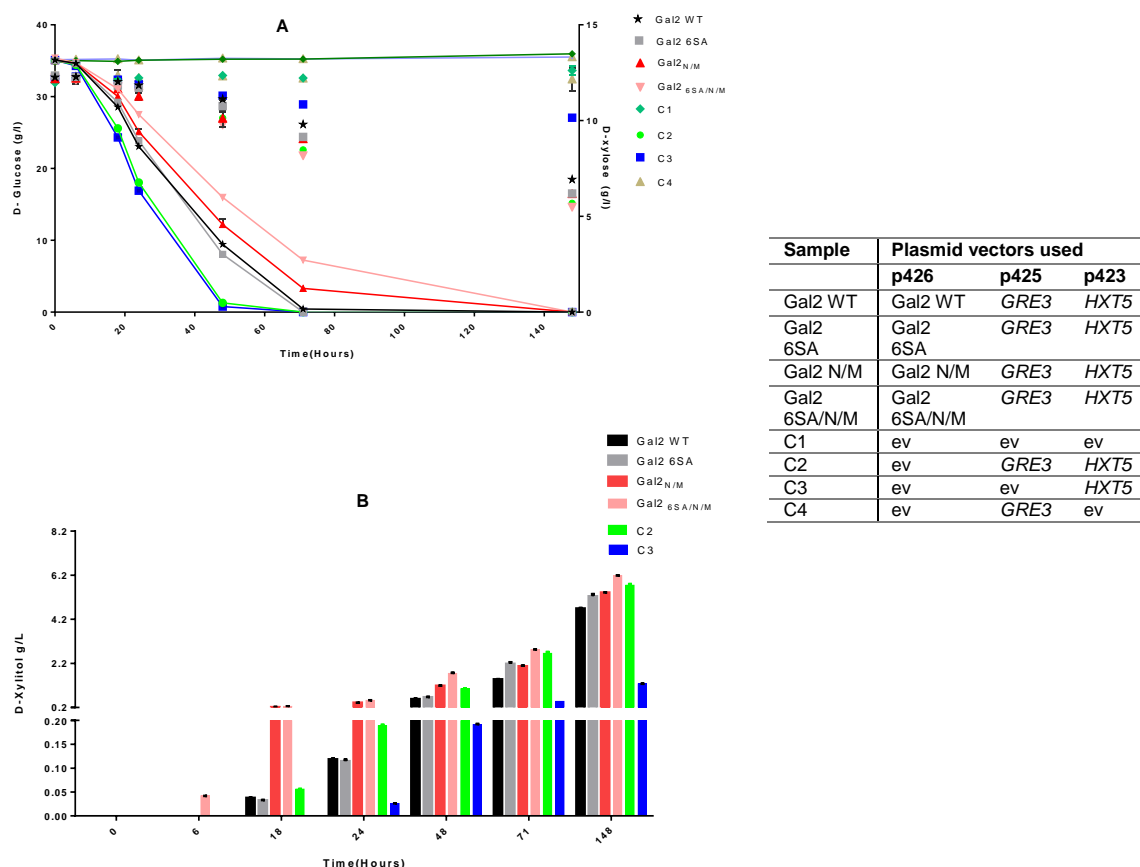 A
40
30
20
10
0
15
10
5
0
0
20
40
60
80
100
120
140
D- Glucose (g/l)
D-xylose (g/l)
Time(Hours)
Gal2 WT
Gal2 6SA
Gal2N/M
Gal2 6SA/N/M
C1
C2
C3
C4
Sample Plasmid vectors used
p426 p425 p423
Gal2 WT Gal2 WT GRE3 HXT5
Gal2 Gal2 GRE3 HXT5
6SA 6SA
Gal2 N/M Gal2 N/M GRE3 HXT5
Gal2 Gal2 GRE3 HXT5
6SA/N/M 6SA/N/M
C1 ev ev ev
C2 ev GRE3 HXT5
C3 ev ev HXT5
C4 ev GRE3 ev
B
Gal2 WT
Gal2 6SA
Gal2N/M
Gal2 6SA/N/M
C2
C3
8.2
6.2
4.2
2.2
0.2
0.20
0.15
0.10
0.05
0.00
D-Xylitol g/L
0
6
18
24
48
71
148
Time(Hours)